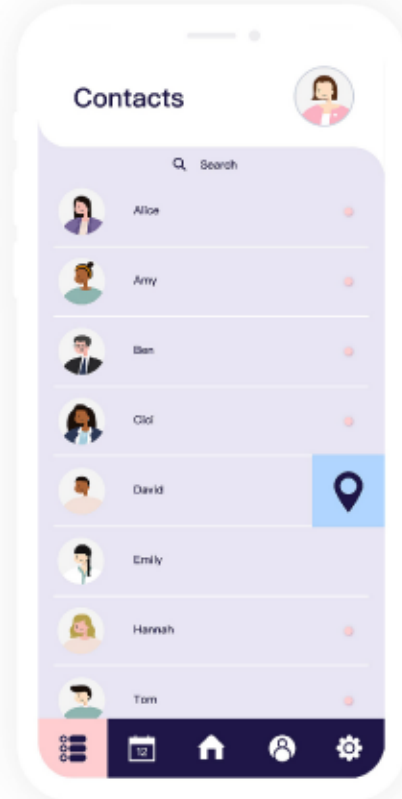 Contacts
Search
Alice
Amy
Ben
Cici
David
Emily
Hannah
Tom
12